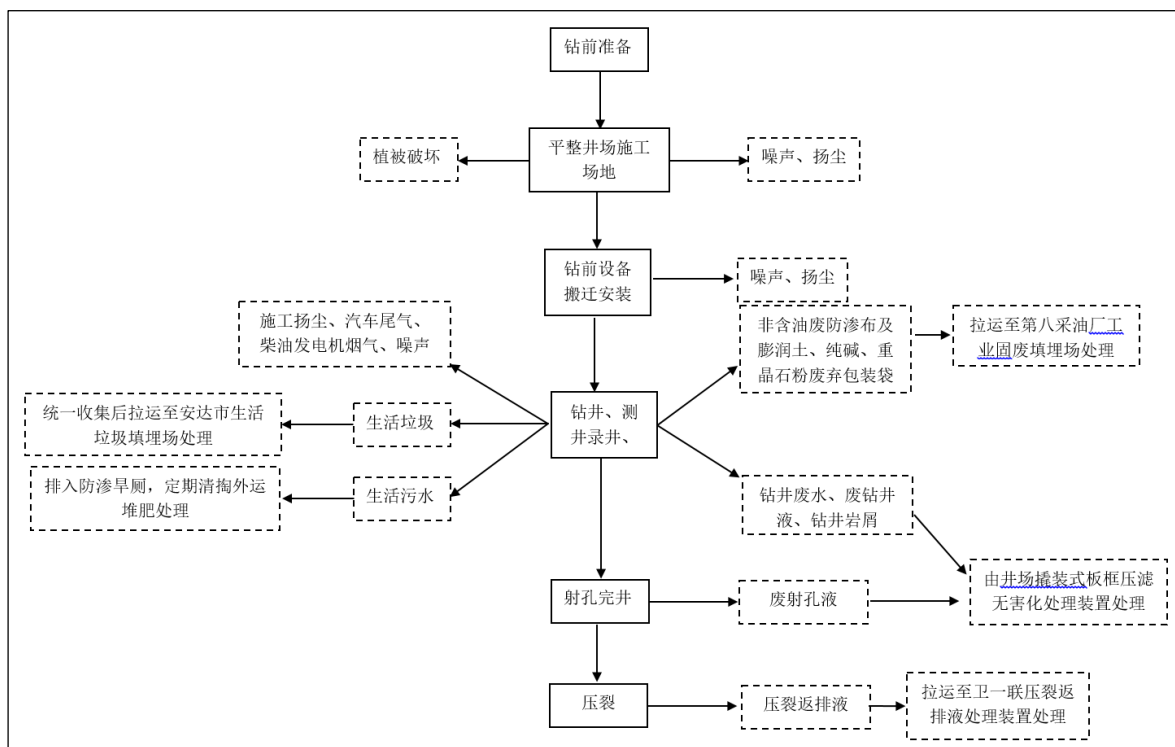 钻前准备
植被破坏
平整井场施工
场地
噪声、扬尘
钻前设备
搬迁安装
噪声、扬尘
施工扬尘、汽车尾气、
柴油发电机烟气、噪声
非含油废防渗布及
膨润土、纯碱、重
晶石粉废弃包装袋
拉运至第八采油厂工
业固废填埋场处理
统一收集后拉运至安达市生活
垃圾填埋场处理
生活垃圾
钻井、测
井录井、
排入防渗旱厕，定期清掏外运
堆肥处理
生活污水
钻井废水、废钻井
液、钻井岩屑
射孔完井
废射孔液
由井场撬装式板框压滤
无害化处理装置处理
压裂
压裂返排液
拉运至卫一联压裂返
排液处理装置处理